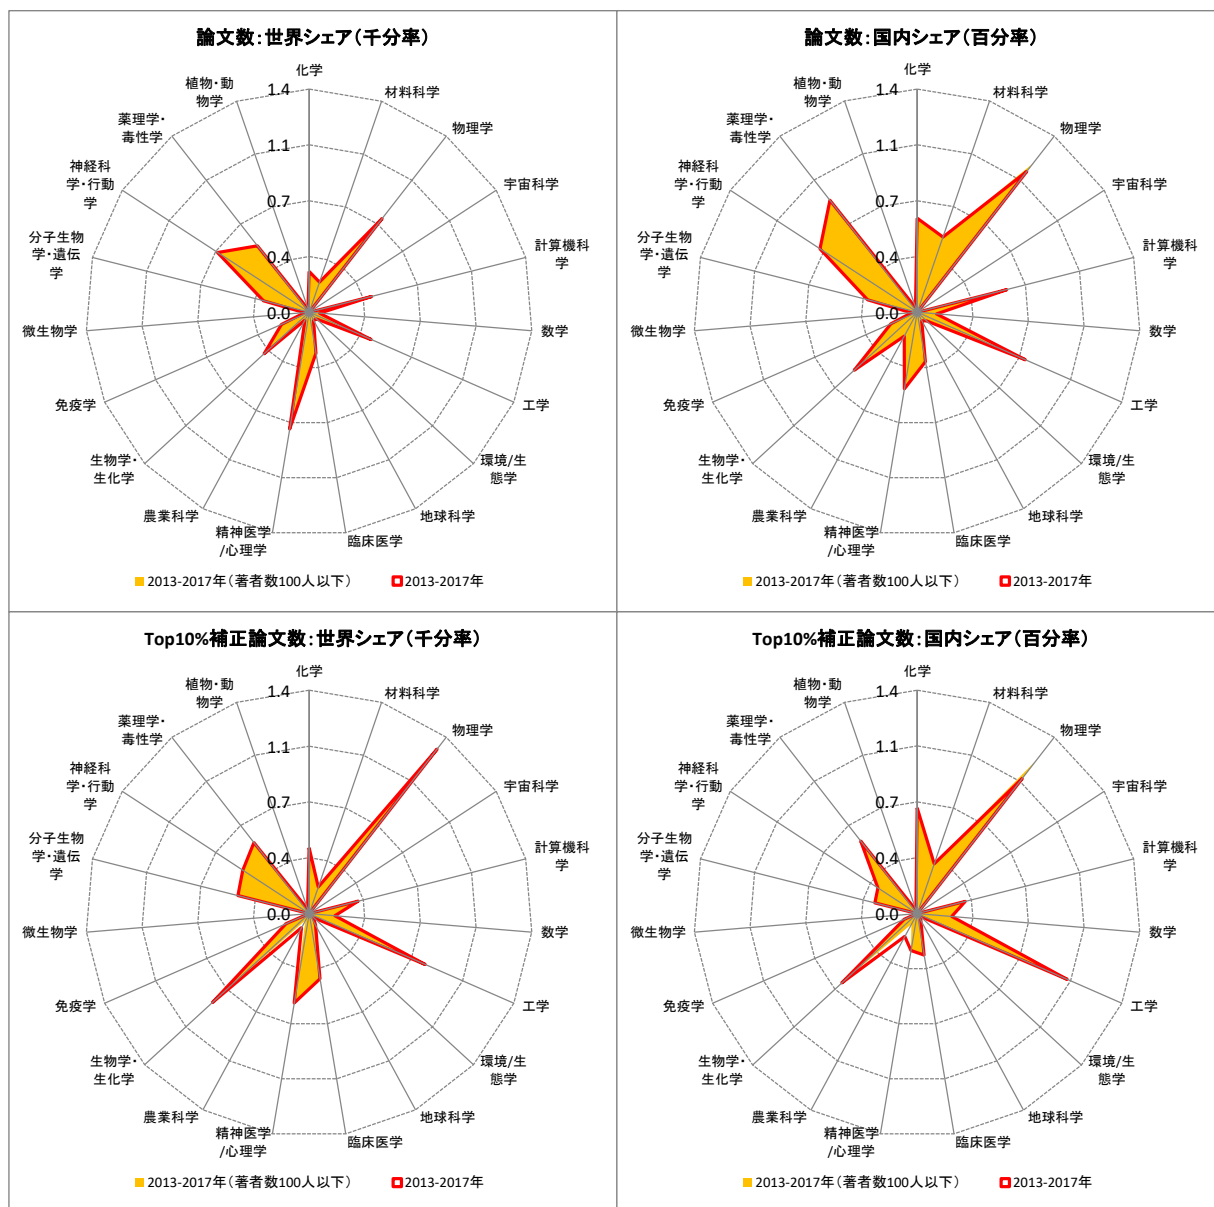 論文数：世界シェア（千分率）
化学
材料科学
物理学
宇宙科学
計算機科
学
数学
工学
環境/生
態学
地球科学
臨床医学
精神医学
/心理学
農業科学
生物学・
生化学
免疫学
微生物学
分子生物
学・遺伝
学
神経科
学・行動
学
薬理学・
毒性学
植物・動
物学
1.4
1.1
0.7
0.4
0.0
2013-2017年（著者数100人以下）
2013-2017年
論文数：国内シェア（百分率）
化学
材料科学
物理学
宇宙科学
計算機科
学
数学
工学
環境/生
態学
地球科学
臨床医学
精神医学
/心理学
農業科学
生物学・
生化学
免疫学
微生物学
分子生物
学・遺伝
学
神経科
学・行動
学
薬理学・
毒性学
植物・動
物学
1.4
1.1
0.7
0.4
0.0
2013-2017年（著者数100人以下）
2013-2017年
Top10%補正論文数：世界シェア（千分率）
化学
材料科学
物理学
宇宙科学
計算機科
学
数学
工学
環境/生
態学
地球科学
臨床医学
精神医学
/心理学
農業科学
生物学・
生化学
免疫学
微生物学
分子生物
学・遺伝
学
神経科
学・行動
学
薬理学・
毒性学
植物・動
物学
1.4
1.1
0.7
0.4
0.0
2013-2017年（著者数100人以下）
2013-2017年
Top10%補正論文数：国内シェア（百分率）
化学
材料科学
物理学
宇宙科学
計算機科
学
数学
工学
環境/生
態学
地球科学
臨床医学
精神医学
/心理学
農業科学
生物学・
生化学
免疫学
微生物学
分子生物
学・遺伝
学
神経科
学・行動
学
薬理学・
毒性学
植物・動
物学
1.4
1.1
0.7
0.4
0.0
2013-2017年（著者数100人以下）
2013-2017年